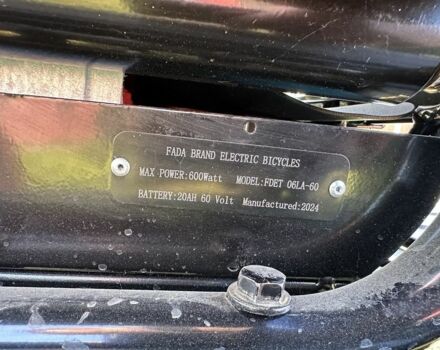 FADA BRAND ELECTRIC BICYCLES
MAX POWER:600Watt MODEL:FDET 06LA-60
BATTERY:20AH 60 Volt Manufactured:2024